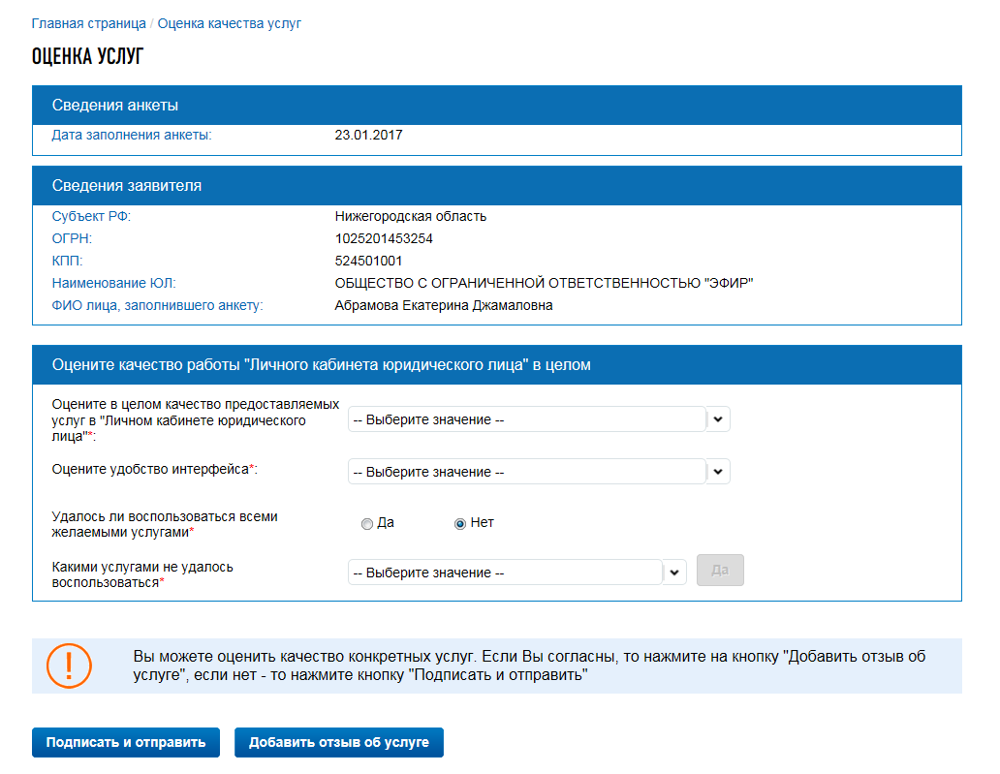 Главная страница / Оценка качества услуг
ОЦЕНКА УСЛУГ
Сведения анкеты
Дата заполнения анкеты: 23.01.2017
Сведения заявителя
Субъект РФ: Нижегородская область
ОГРН: 1025201453254
КПП: 524501001
Наименование ЮЛ: ОБЩЕСТВО С ОГРАНИЧЕННОЙ ОТВЕТСТВЕННОСТЬЮ "ЭФИР"
ФИО лица, заполнившего анкету: Абрамова Екатерина Джамаловна
Оцените качество работы "Личного кабинета юридического лица" в целом
Оцените в целом качество предоставляемых
услуг в "Личном кабинете юридического
лица"*:
-- Выберите значение --
Оцените удобство интерфейса*:
-- Выберите значение --
Удалось ли воспользоваться всеми
желаемыми услугами*
Да Нет
Какими услугами не удалось
воспользоваться*
-- Выберите значение --
Да
Вы можете оценить качество конкретных услуг. Если Вы согласны, то нажмите на кнопку "Добавить отзыв об
услуге", если нет - то нажмите кнопку "Подписать и отправить"
Подписать и отправить Добавить отзыв об услуге